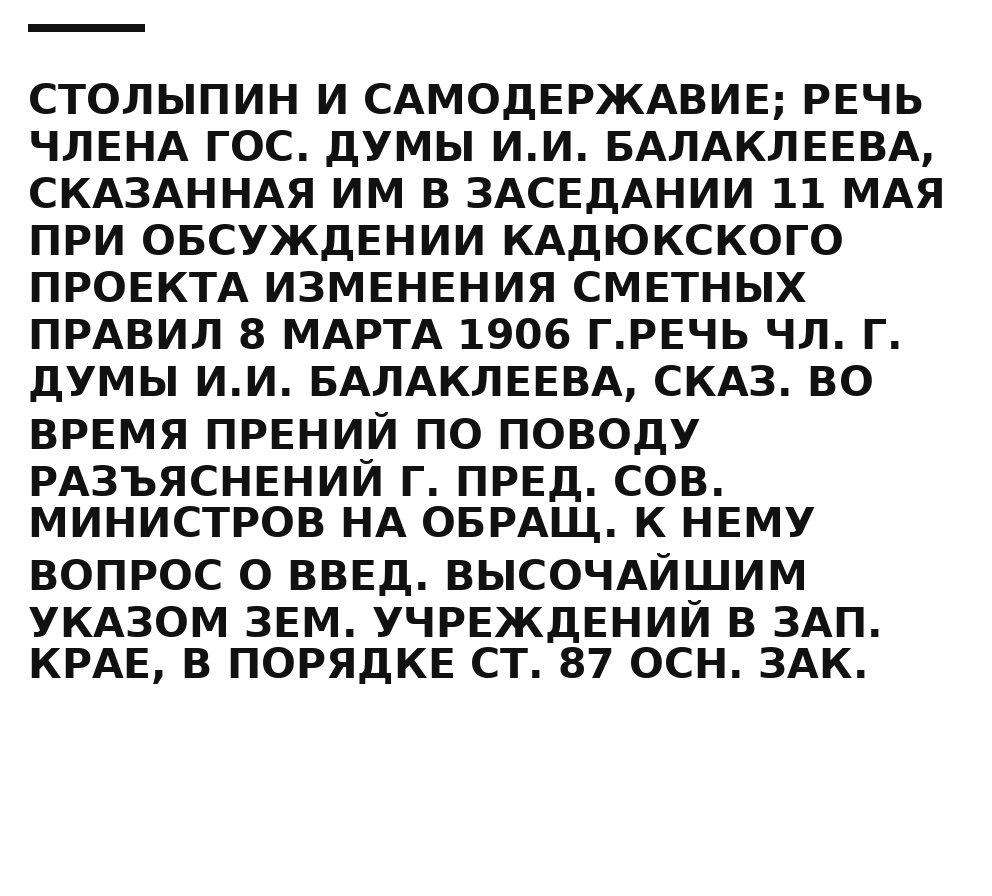 СТОЛЫПИН И САМОДЕРЖАВИЕ; РЕЧЬ
ЧЛЕНА ГОС. ДУМЫ И.И. БАЛАКЛЕЕВА,
СКАЗАННАЯ ИМ В ЗАСЕДАНИИ 11 МАЯ
ПРИ ОБСУЖДЕНИИ КАДЮКСКОГО
ПРОЕКТА ИЗМЕНЕНИЯ СМЕТНЫХ
ПРАВИЛ 8 МАРТА 1906 Г.РЕЧЬ ЧЛ. Г.
ДУМЫ И.И. БАЛАКЛЕЕВА, СКАЗ. ВО
ВРЕМЯ ПРЕНИЙ ПО ПОВОДУ
РАЗЪЯСНЕНИЙ Г. ПРЕД. СОВ.
МИНИСТРОВ НА ОБРАЩ. К НЕМУ
ВОПРОС О ВВЕД. ВЫСОЧАЙШИМ
УКАЗОМ ЗЕМ. УЧРЕЖДЕНИЙ В ЗАП.
КРАЕ, В ПОРЯДКЕ СТ. 87 ОСН. ЗАК.